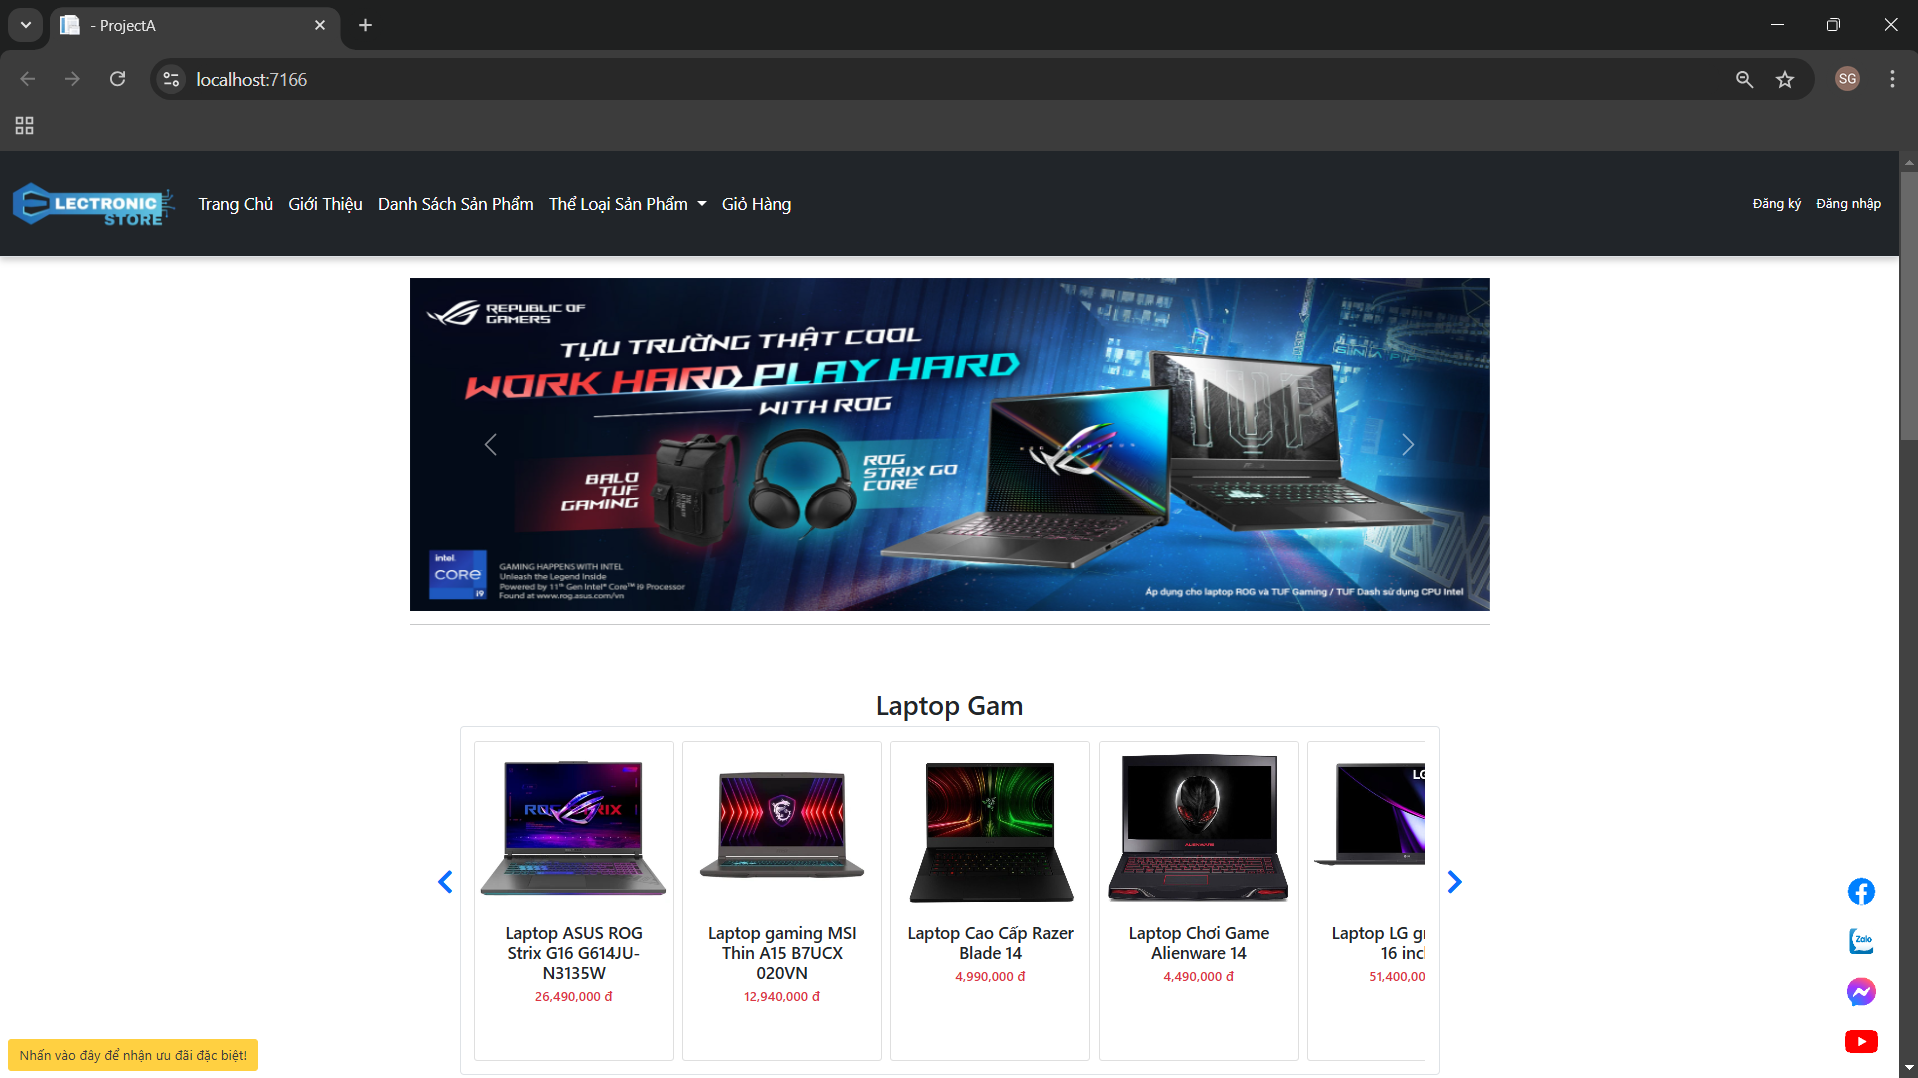 - ProjectA
localhost:7166
SG
LECTRONIC
STORE
Trang Chủ
Giới Thiệu
Danh Sách Sản Phẩm
Thể Loại Sản Phẩm
Giỏ Hàng
Đăng ký
Đăng nhập
REPUBLIC OF
GAMERS
TỰU TRƯỜNG THẬT COOL
WORK HARD PLAY HARD
WITH ROG
BALO
TUF
GAMING
ROG
STRIX GO
CORE
TUF
intel
CORE
i9
GAMING HAPPENS WITH INTEL
Unleash the Legend Inside
Powered by 11th Gen Intel® Core™ i9 Processor
Found at www.rog.asus.com/vn
Áp dụng cho laptop ROG và TUF Gaming / TUF Dash sử dụng CPU Intel
Laptop Gam
Laptop ASUS ROG
Strix G16 G614JU-
N3135W
26,490,000 đ
Laptop gaming MSI
Thin A15 B7UCX
020VN
12,940,000 đ
Laptop Cao Cấp Razer
Blade 14
4,990,000 đ
ALIENWARE
Laptop Chơi Game
Alienware 14
4,490,000 đ
LG
Laptop LG gr
16 inc
51,400,00
Zalo
Nhấn vào đây để nhận ưu đãi đặc biệt!